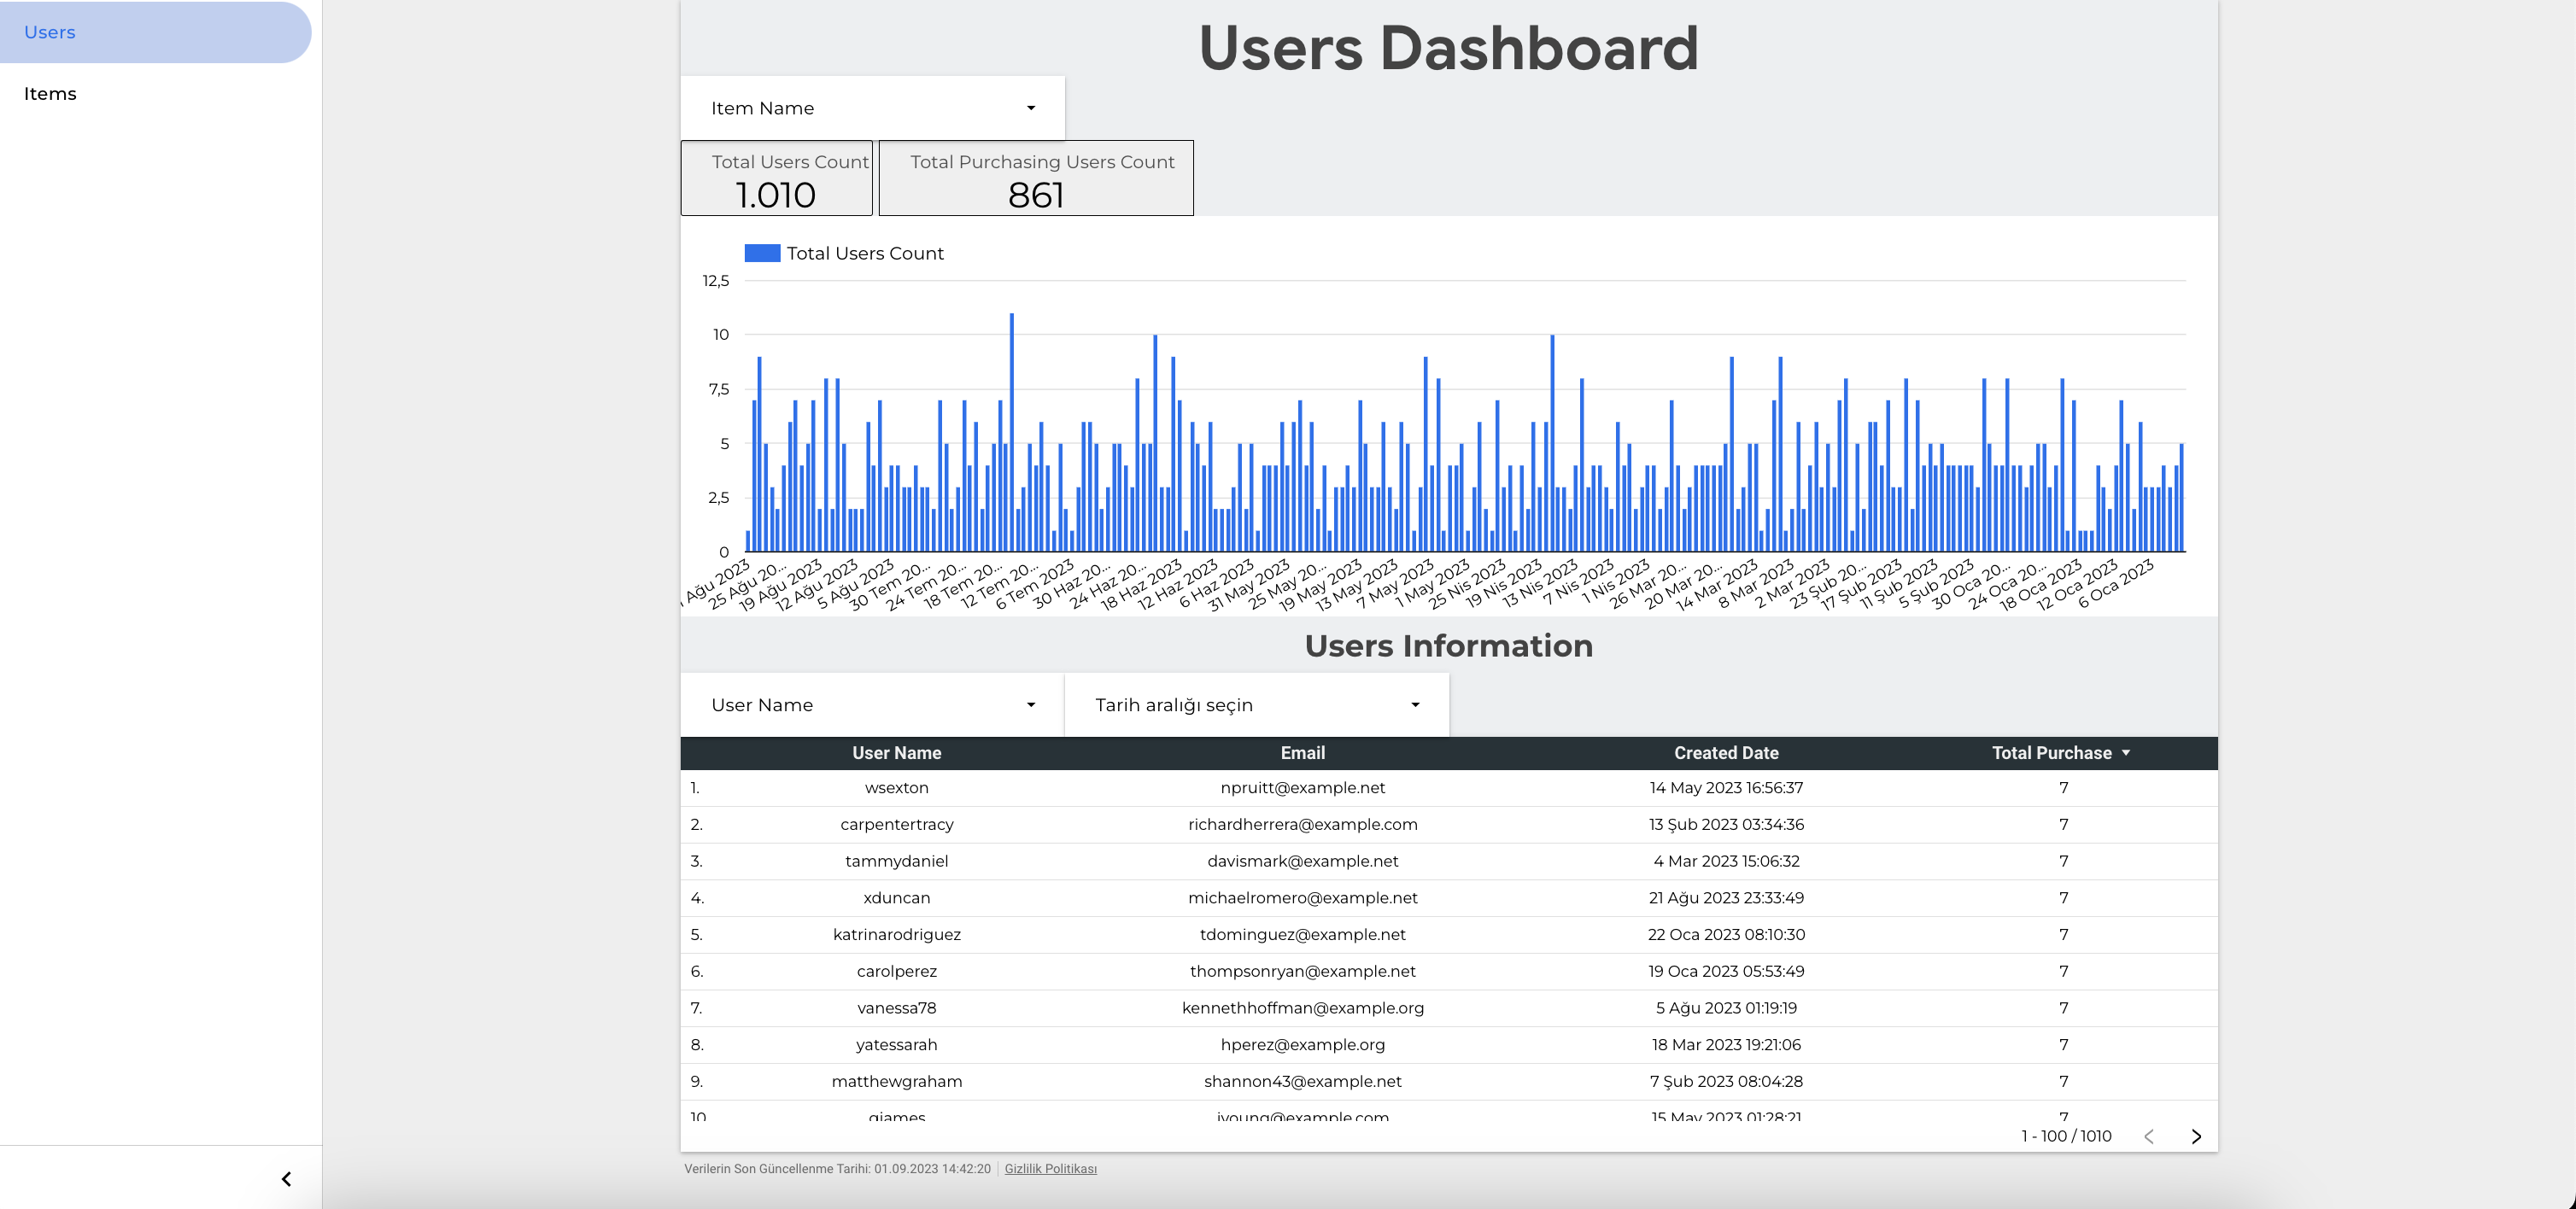 Users
Items
Users Dashboard
Item Name
Total Users Count
1.010
Total Purchasing Users Count
861
Total Users Count
12,5
10
7,5
5
2,5
0
Ağu 2023
25 Ağu 20...
19 Ağu 2023
12 Ağu 2023
5 Ağu 2023
30 Tem 20...
24 Tem 20...
18 Tem 20...
12 Tem 20...
6 Tem 2023
30 Haz 20...
24 Haz 20...
18 Haz 2023
12 Haz 2023
6 Haz 2023
31 May 2023
25 May 20...
19 May 2023
13 May 2023
7 May 2023
1 May 2023
25 Nis 2023
19 Nis 2023
13 Nis 2023
7 Nis 2023
1 Nis 2023
26 Mar 20...
20 Mar 20...
14 Mar 2023
8 Mar 2023
2 Mar 2023
23 Şub 20...
17 Şub 2023
11 Şub 2023
5 Şub 2023
30 Oca 20...
24 Oca 20...
18 Oca 2023
12 Oca 2023
6 Oca 2023
Users Information
User Name
Tarih aralığı seçin
User Name Email Created Date Total Purchase
1. wsexton npruitt@example.net 14 May 2023 16:56:37 7
2. carpentertracy richardherrera@example.com 13 Şub 2023 03:34:36 7
3. tammydaniel davismark@example.net 4 Mar 2023 15:06:32 7
4. xduncan michaelromero@example.net 21 Ağu 2023 23:33:49 7
5. katrinarodriguez tdominguez@example.net 22 Oca 2023 08:10:30 7
6. carolperez thompsonryan@example.net 19 Oca 2023 05:53:49 7
7. vanessa78 kennethhoffman@example.org 5 Ağu 2023 01:19:19 7
8. yatessarah hperez@example.org 18 Mar 2023 19:21:06 7
9. matthewgraham shannon43@example.net 7 Şub 2023 08:04:28 7
10 15 May 2023 01:28:21 7
1 - 100 / 1010
Verilerin Son Güncellenme Tarihi: 01.09.2023 14:42:20
Gizlilik Politikası